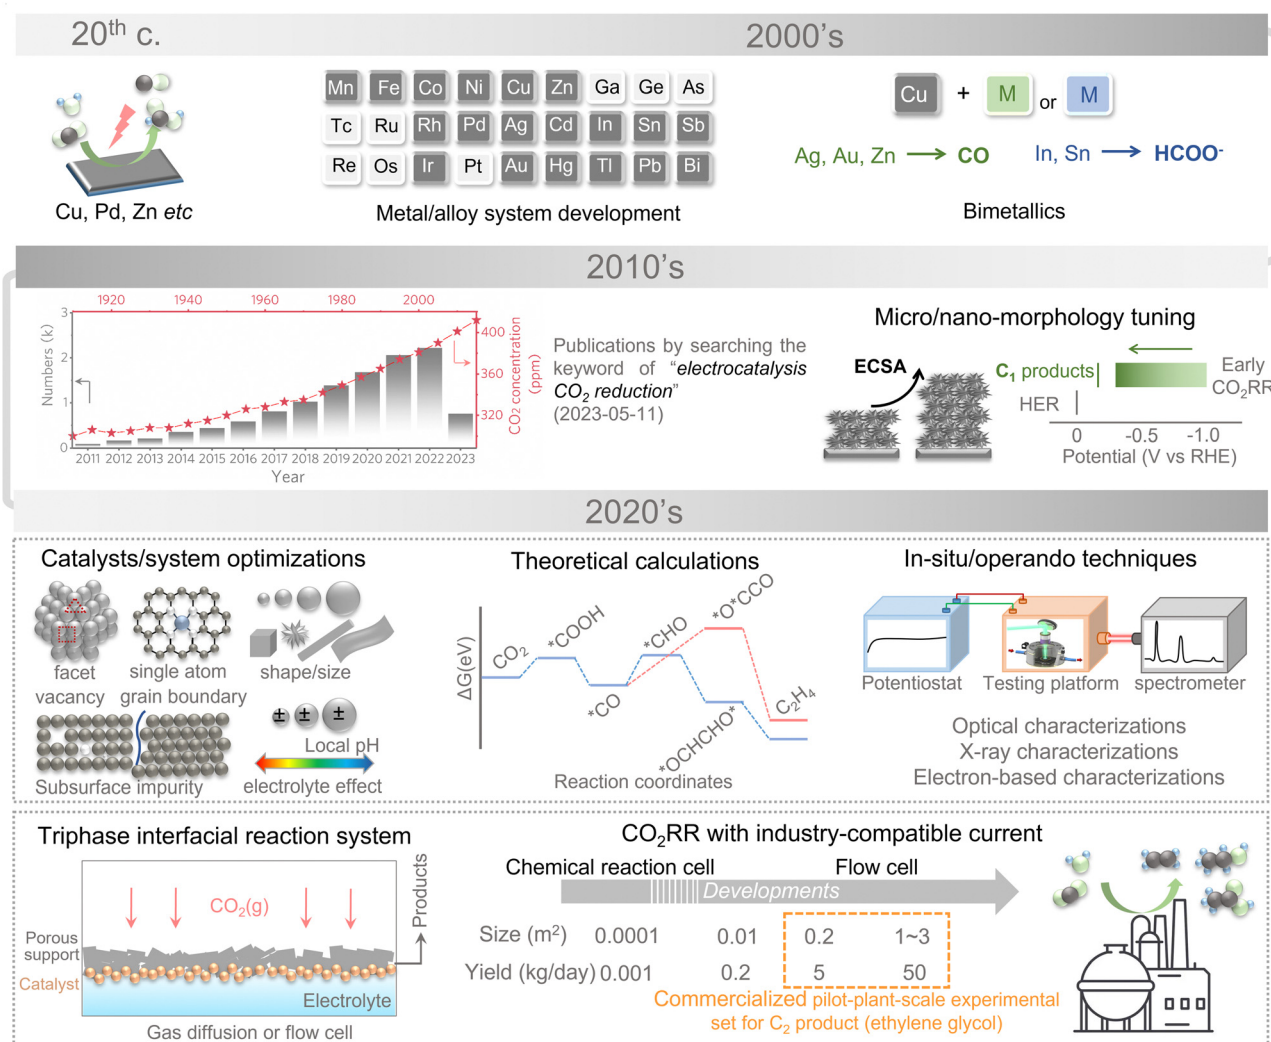 20th c.
2000's
Mn Fe Co Ni Cu Zn Ga Ge As
Tc Ru Rh Pd Ag Cd In Sn Sb
Re Os Ir Pt Au Hg Tl Pb Bi
Cu, Pd, Zn etc
Metal/alloy system development
Cu + M or M
Ag, Au, Zn → CO
In, Sn → HCOO-
Bimetallics
2010's
1920 1940 1960 1980 2000
Numbers (k)
3
2
1
0
400
360
320
CO2 concentration
(ppm)
2011 2012 2013 2014 2015 2016 2017 2018 2019 2020 2021 2022 2023
Year
Publications by searching the
keyword of “electrocatalysis
CO2 reduction”
(2023-05-11)
Micro/nano-morphology tuning
ECSA
C1 products
Early
CO2RR
HER
0 -0.5 -1.0
Potential (V vs RHE)
2020's
Catalysts/system optimizations
facet
vacancy
single atom
grain boundary
shape/size
Subsurface impurity
± ± ±
Local pH
electrolyte effect
Theoretical calculations
ΔG(eV)
CO2
*COOH
*CO
*CHO
*O*CCO
*OCHCHO*
C2H4
Reaction coordinates
In-situ/operando techniques
Potentiostat
Testing platform
spectrometer
Optical characterizations
X-ray characterizations
Electron-based characterizations
Triphase interfacial reaction system
CO2(g)
Products
Porous
support
Catalyst
Electrolyte
Gas diffusion or flow cell
CO2RR with industry-compatible current
Chemical reaction cell
Flow cell
Developments
Size (m2) 0.0001 0.01 0.2 1~3
Yield (kg/day) 0.001 0.2 5 50
Commercialized pilot-plant-scale experimental
set for C2 product (ethylene glycol)